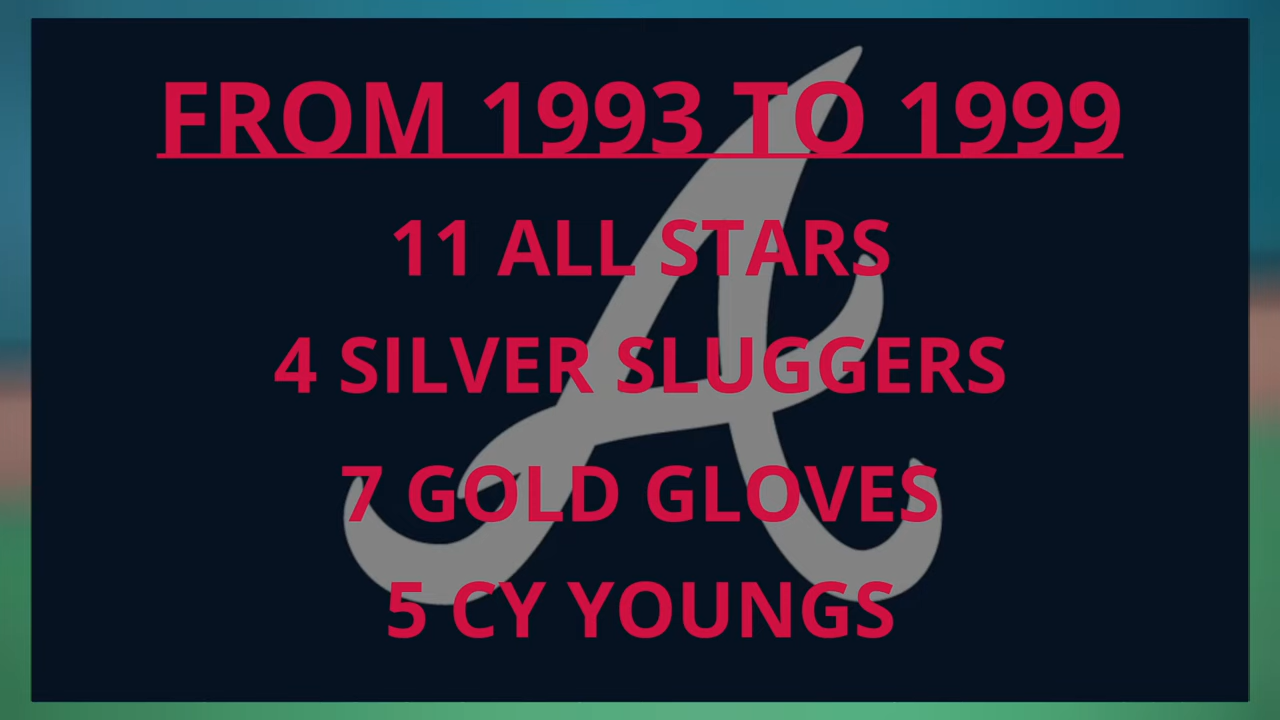 FROM 1993 TO 1999
11 ALL STARS
4 SILVER SLUGGERS
7 GOLD GLOVES
5 CY YOUNGS